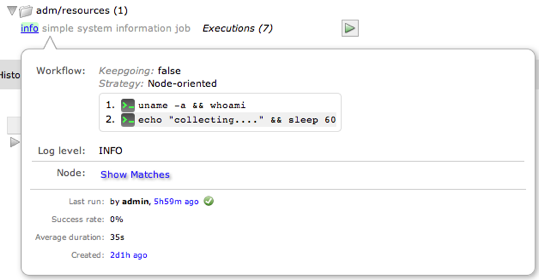 adm/resources (1)
info simple system information job Executions (7)
Histo
Workflow: Keepgoing: false
Strategy: Node-oriented
1. uname -a && whoami
2. echo "collecting...." && sleep 60
Log level: INFO
Node: Show Matches
Last run: by admin, 5h59m ago
Success rate: 0%
Average duration: 35s
Created: 2d1h ago